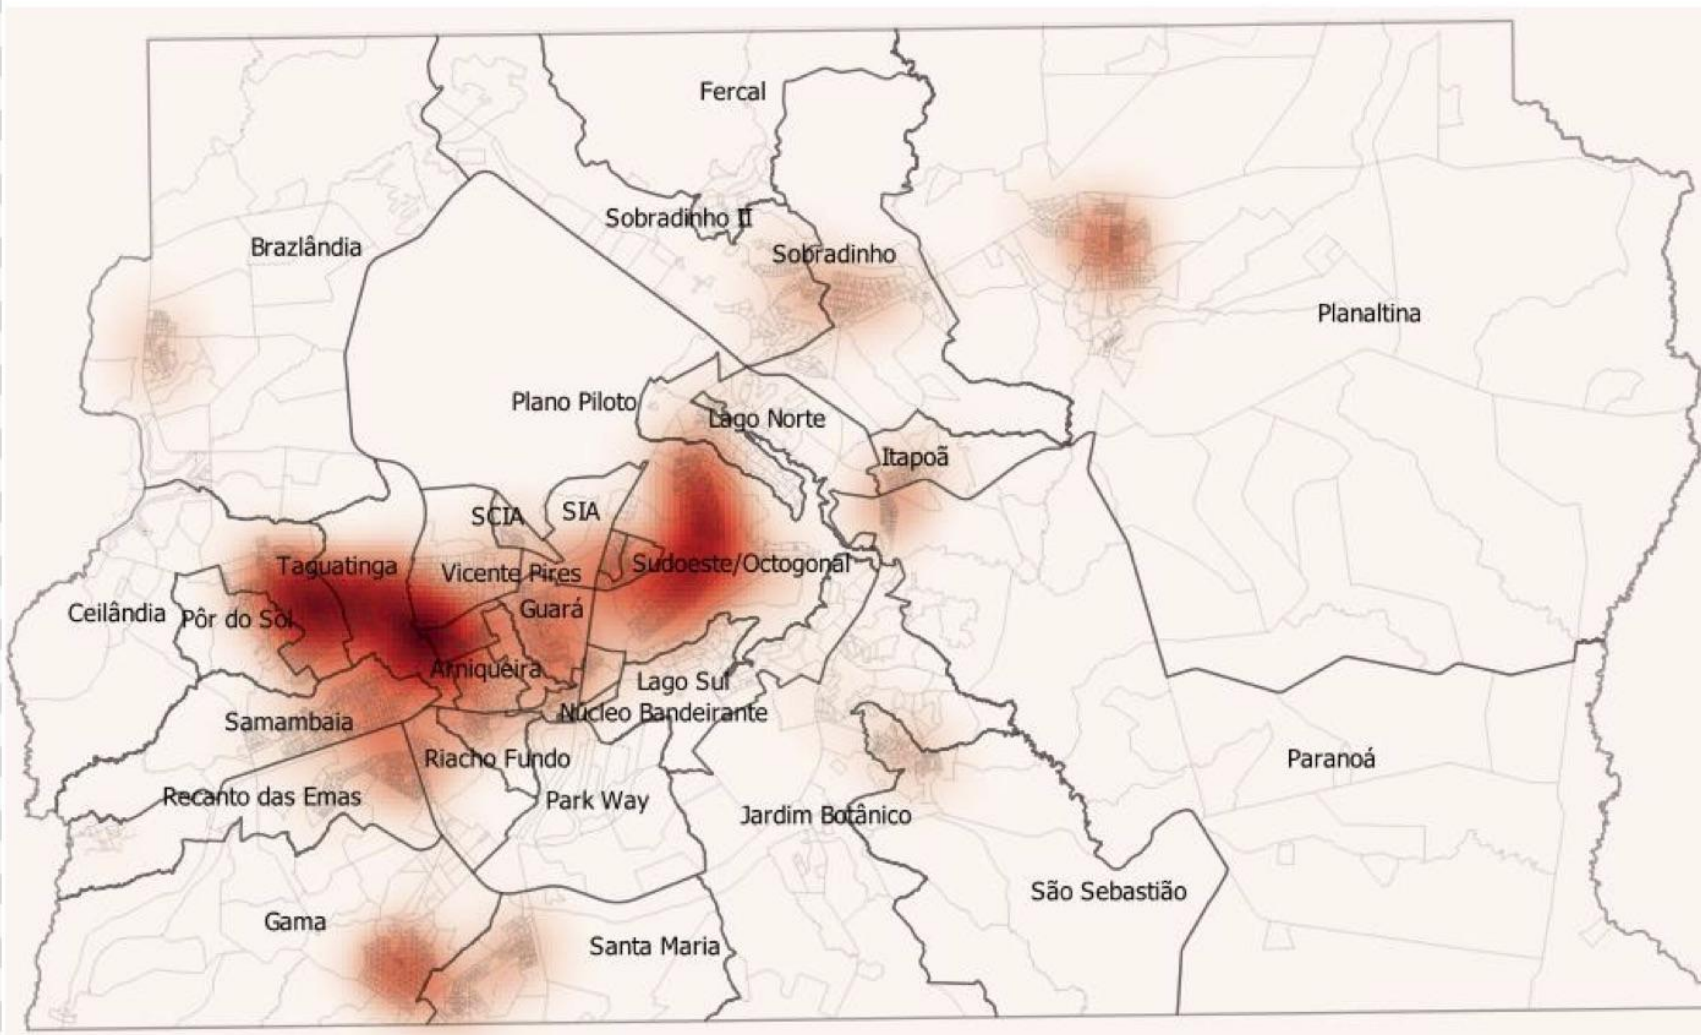 Fercal
Sobradinho II
Brazlândia
Sobradinho
Planaltina
Plano Piloto
Lago Norte
Itapoã
SCIA
SIA
Taguatinga
Vicente Pires
Sudoeste/Octogonal
Ceilândia
Pôr do Sol
Guará
Arniqueira
Lago Sul
Núcleo Bandeirante
Samambaia
Riacho Fundo
Paranoá
Recanto das Emas
Park Way
Jardim Botânico
São Sebastião
Gama
Santa Maria